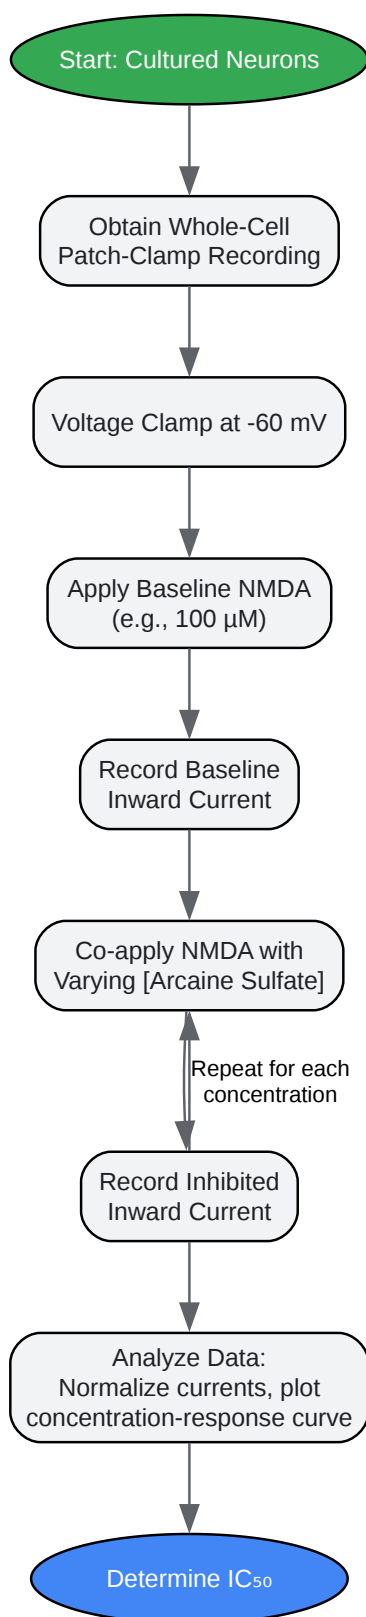 Start: Cultured Neurons
Obtain Whole-Cell
Patch-Clamp Recording
Voltage Clamp at -60 mV
Apply Baseline NMDA
(e.g., 100 µM)
Record Baseline
Inward Current
Co-apply NMDA with
Varying [Arcaine Sulfate]
Repeat for each
concentration
Record Inhibited
Inward Current
Analyze Data:
Normalize currents, plot
concentration-response curve
Determine IC₅₀